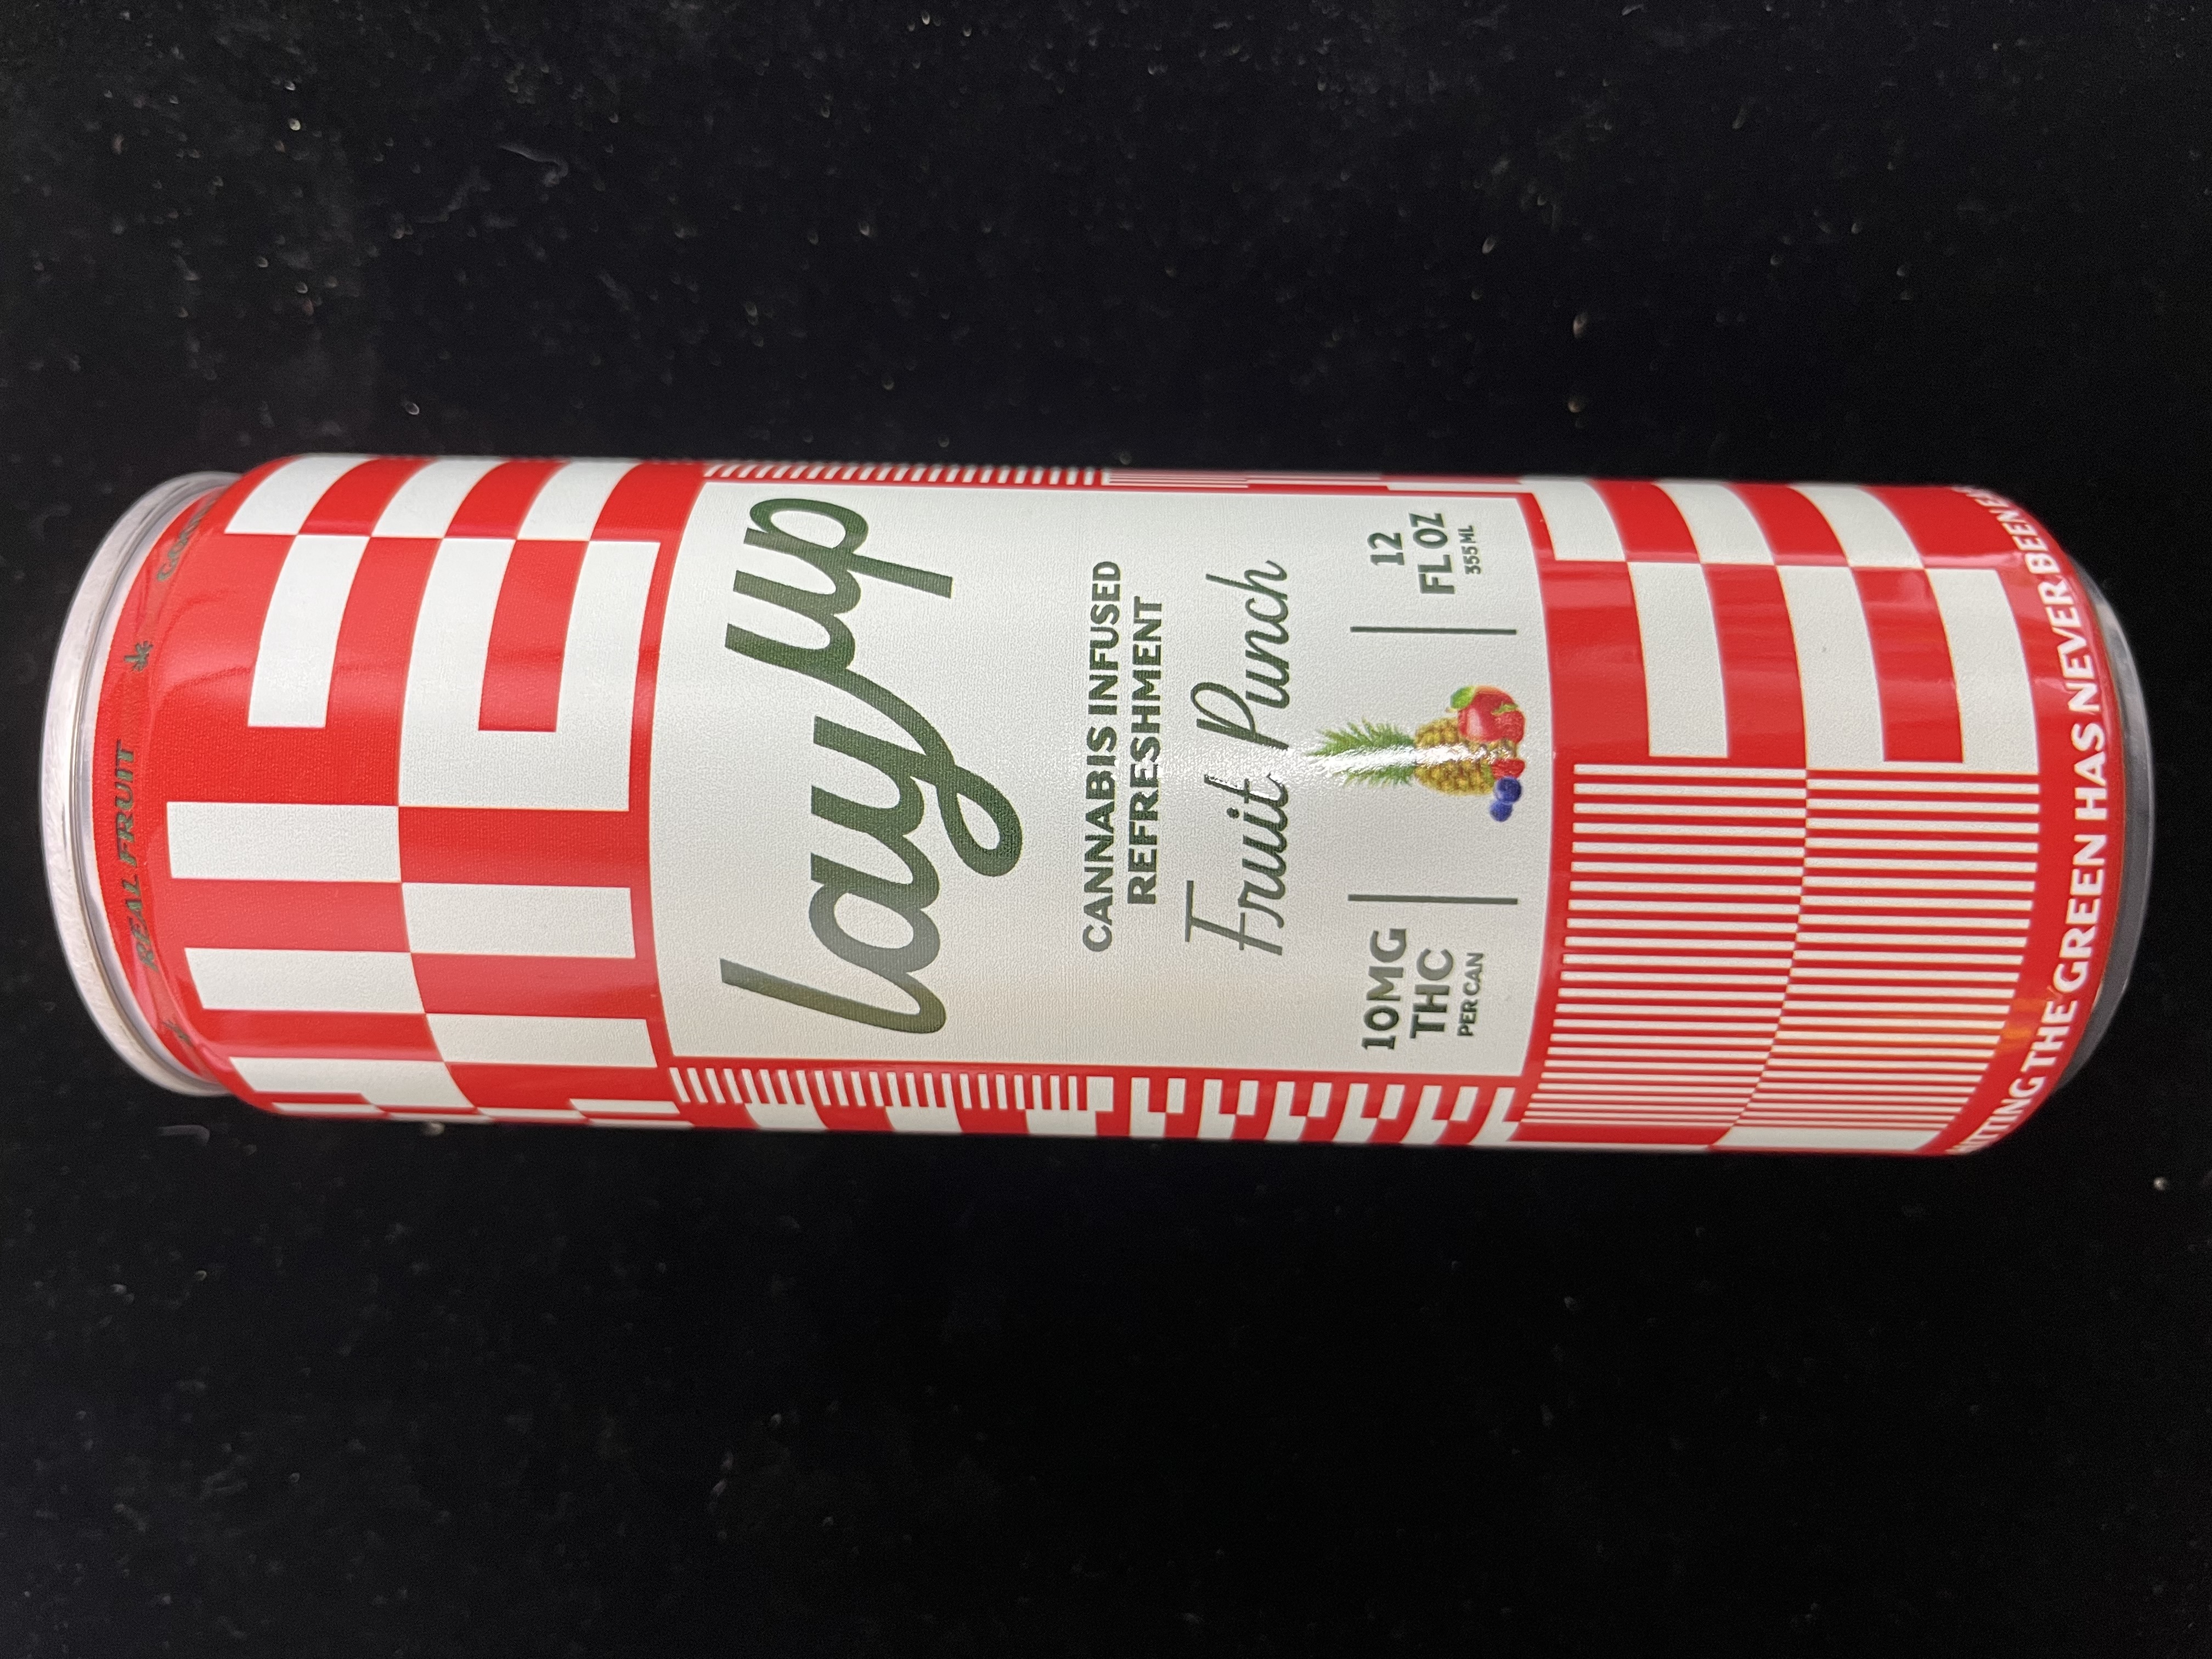 REAL FRUIT
lay up
CANNABIS INFUSED
REFRESHMENT
Fruit Punch
10MG
THC
PER CAN
12
FL OZ
355 ML
THE GREEN HAS NEVER BEEN